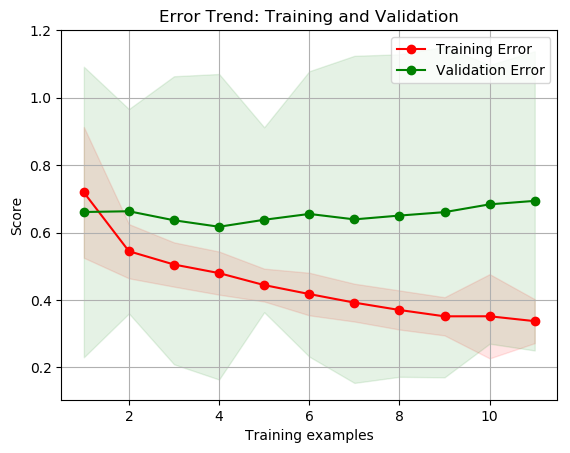 Error Trend: Training and Validation
Training Error
Validation Error
Score
1.2
1.0
0.8
0.6
0.4
0.2
2 4 6 8 10
Training examples